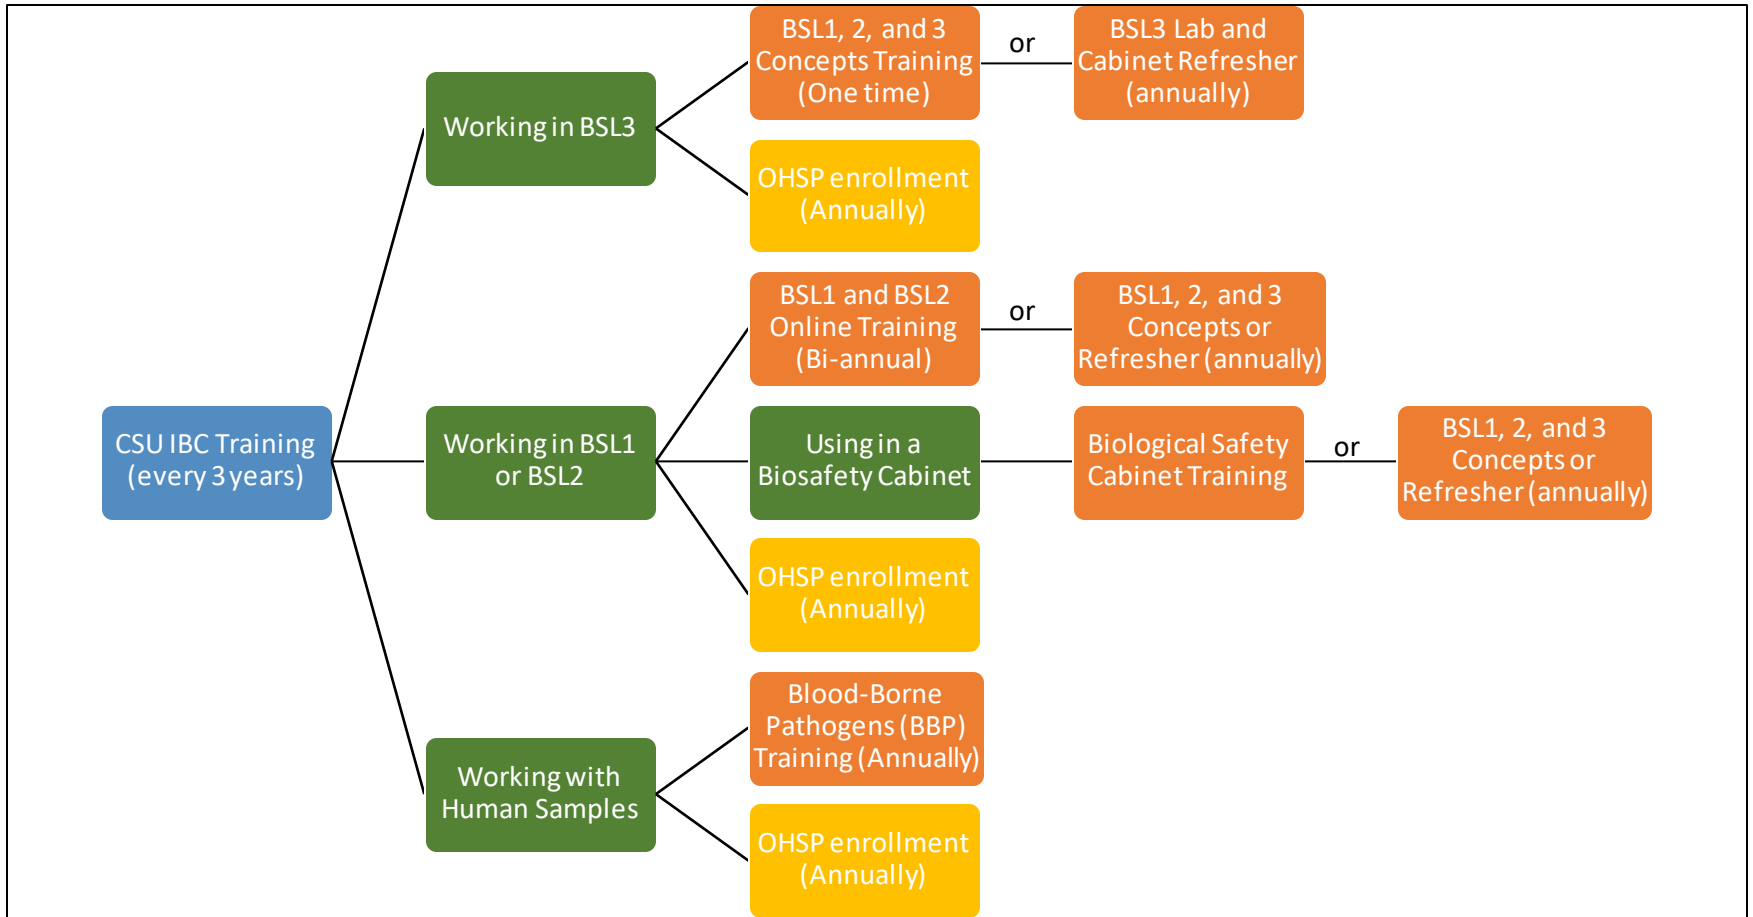 BSL1, 2, and 3
Concepts Training
(One time)
or
BSL3 Lab and
Cabinet Refresher
(annually)
Working in BSL3
OHSP enrollment
(Annually)
BSL1 and BSL2
Online Training
(Bi-annual)
or
BSL1, 2, and 3
Concepts or
Refresher (annually)
CSU IBC Training
(every 3 years)
Working in BSL1
or BSL2
Using in a
Biosafety Cabinet
Biological Safety
Cabinet Training
or
BSL1, 2, and 3
Concepts or
Refresher (annually)
OHSP enrollment
(Annually)
Blood-Borne
Pathogens (BBP)
Training (Annually)
Working with
Human Samples
OHSP enrollment
(Annually)